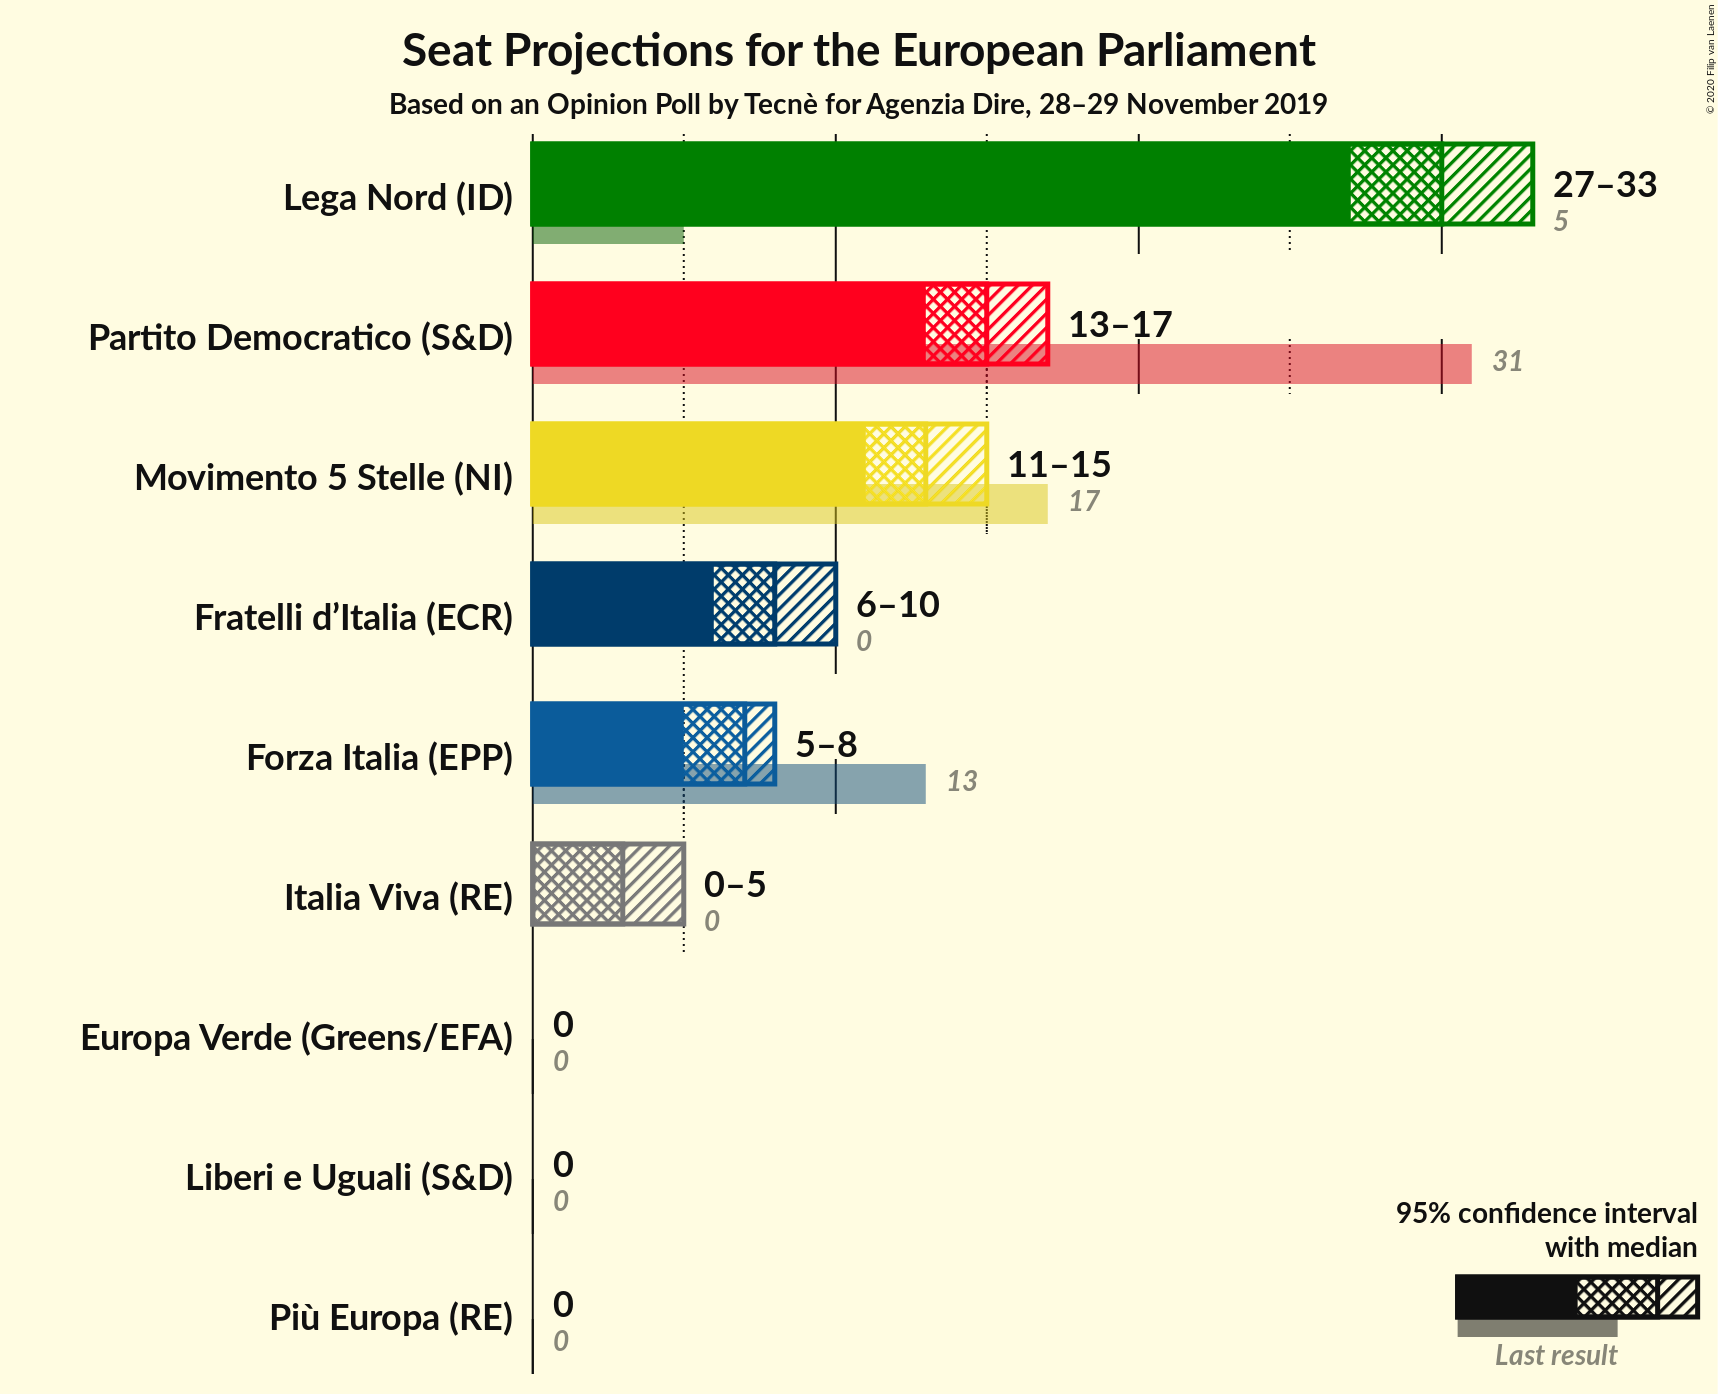 Seat Projections for the European Parliament
Based on an Opinion Poll by Tecnè for Agenzia Dire, 28–29 November 2019
© 2020 Filip van Laenen
Lega Nord (ID)
27–33
5
Partito Democratico (S&D)
13–17
31
Movimento 5 Stelle (NI)
11–15
17
Fratelli d’Italia (ECR)
6–10
0
Forza Italia (EPP)
5–8
13
Italia Viva (RE)
0–5
0
Europa Verde (Greens/EFA)
0
0
Liberi e Uguali (S&D)
0
0
Più Europa (RE)
0
0
95% confidence interval
with median
Last result